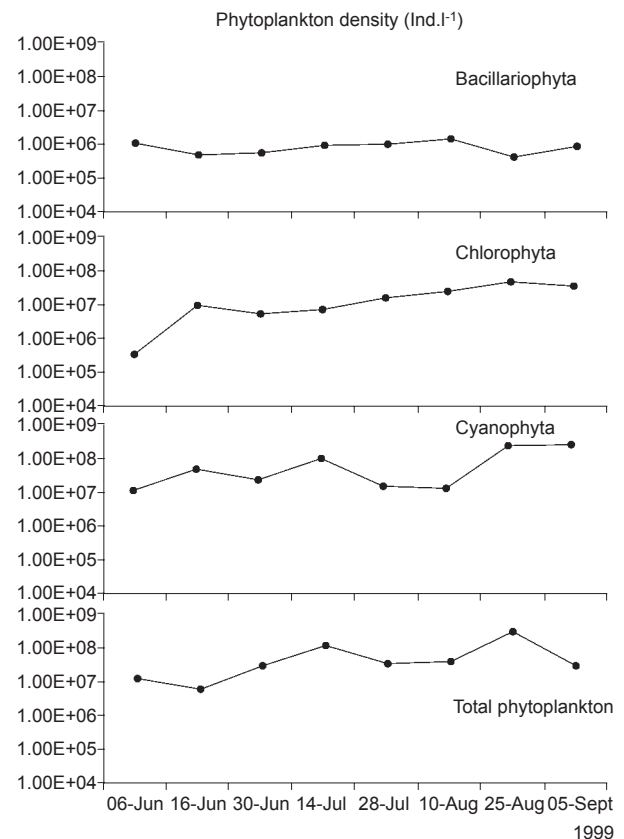 Phytoplankton density (Ind.l-1)
1.00E+09
1.00E+08
Bacillariophyta
1.00E+07
1.00E+06
1.00E+05
1.00E+04
1.00E+09
Chlorophyta
1.00E+08
1.00E+07
1.00E+06
1.00E+05
1.00E+04
1.00E+09
Cyanophyta
1.00E+08
1.00E+07
1.00E+06
1.00E+05
1.00E+04
1.00E+09
1.00E+08
1.00E+07
Total phytoplankton
1.00E+06
1.00E+05
1.00E+04
06-Jun 16-Jun 30-Jun 14-Jul 28-Jul 10-Aug 25-Aug 05-Sept
1999